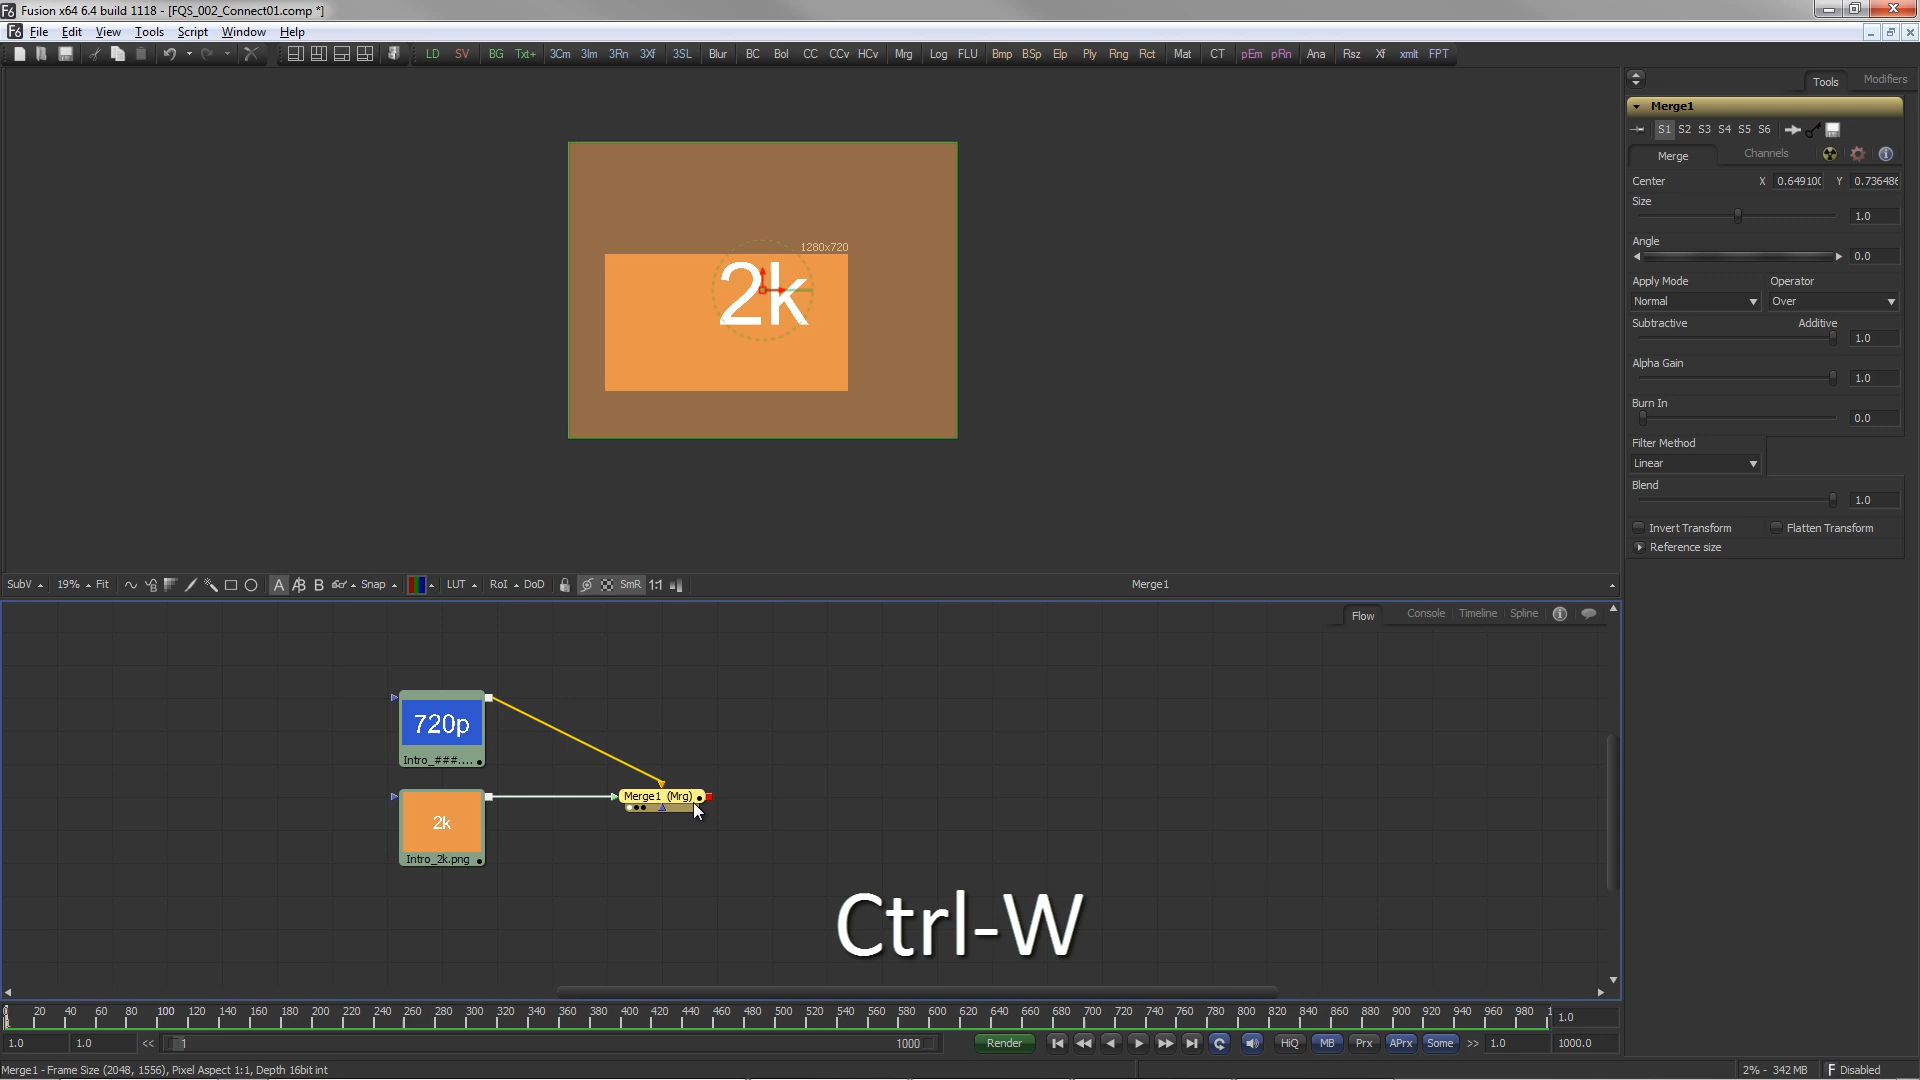 Fusion x64 6.4 build 1118 - [FQS_002_Connect01.comp *]
File Edit View Tools Script Window Help
LD SV BG Txt+ 3Cm 3Im 3Rn 3Xf 3SL Blur BC Bol CC CCv HCv Mrg Log FLU Bmp BSp Elp Ply Rng Rct Mat CT pEm pRn Ana Rsz Xf xmlt FPT
Tools Modifiers
Merge1
S1 S2 S3 S4 S5 S6
Merge Channels
Center X 0.649100 Y 0.736486
Size
1.0
Angle
0.0
Apply Mode Operator
Normal Over
Subtractive Additive
1.0
Alpha Gain
1.0
Burn In
0.0
Filter Method
Linear
Blend
1.0
Invert Transform Flatten Transform
Reference size
1280x720
2k
SubV 19% Fit A B B Snap LUT RoI DoD SmR 1:1 Merge1
Flow Console Timeline Spline
720p
Intro_###....
2k
Intro_2k.png
Merge1 (Mrg)
Ctrl-W
0 20 40 60 80 100 120 140 160 180 200 220 240 260 280 300 320 340 360 380 400 420 440 460 480 500 520 540 560 580 600 620 640 660 680 700 720 740 760 780 800 820 840 860 880 900 920 940 960 980 1 1.0
1.0 1.0 << 1 1000 Render HiQ MB Prx APrx Some >> 1.0 1000.0
Merge1 - Frame Size (2048, 1556), Pixel Aspect 1:1, Depth 16bit int 2% - 342 MB Disabled